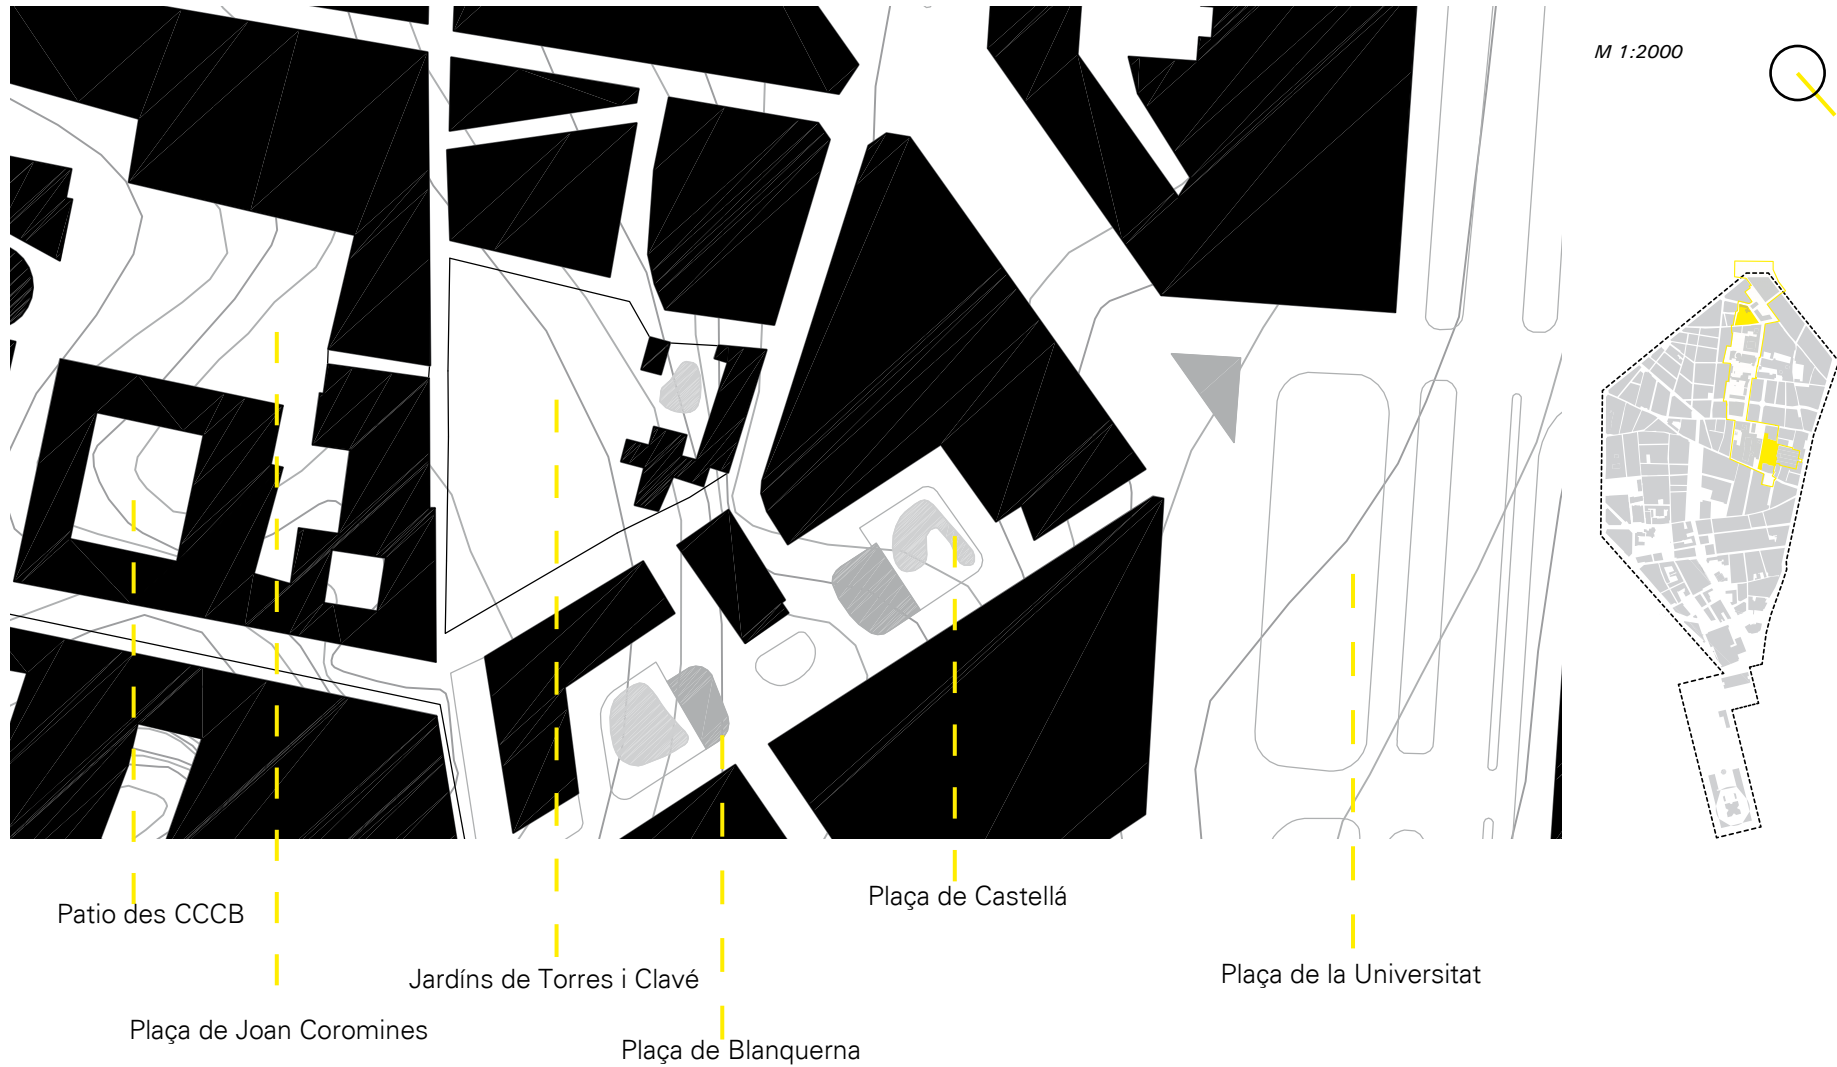 M 1:2000
Patio des CCCB
Plaça de Castellá
Jardíns de Torres i Clavé
Plaça de la Universitat
Plaça de Joan Coromines
Plaça de Blanquerna